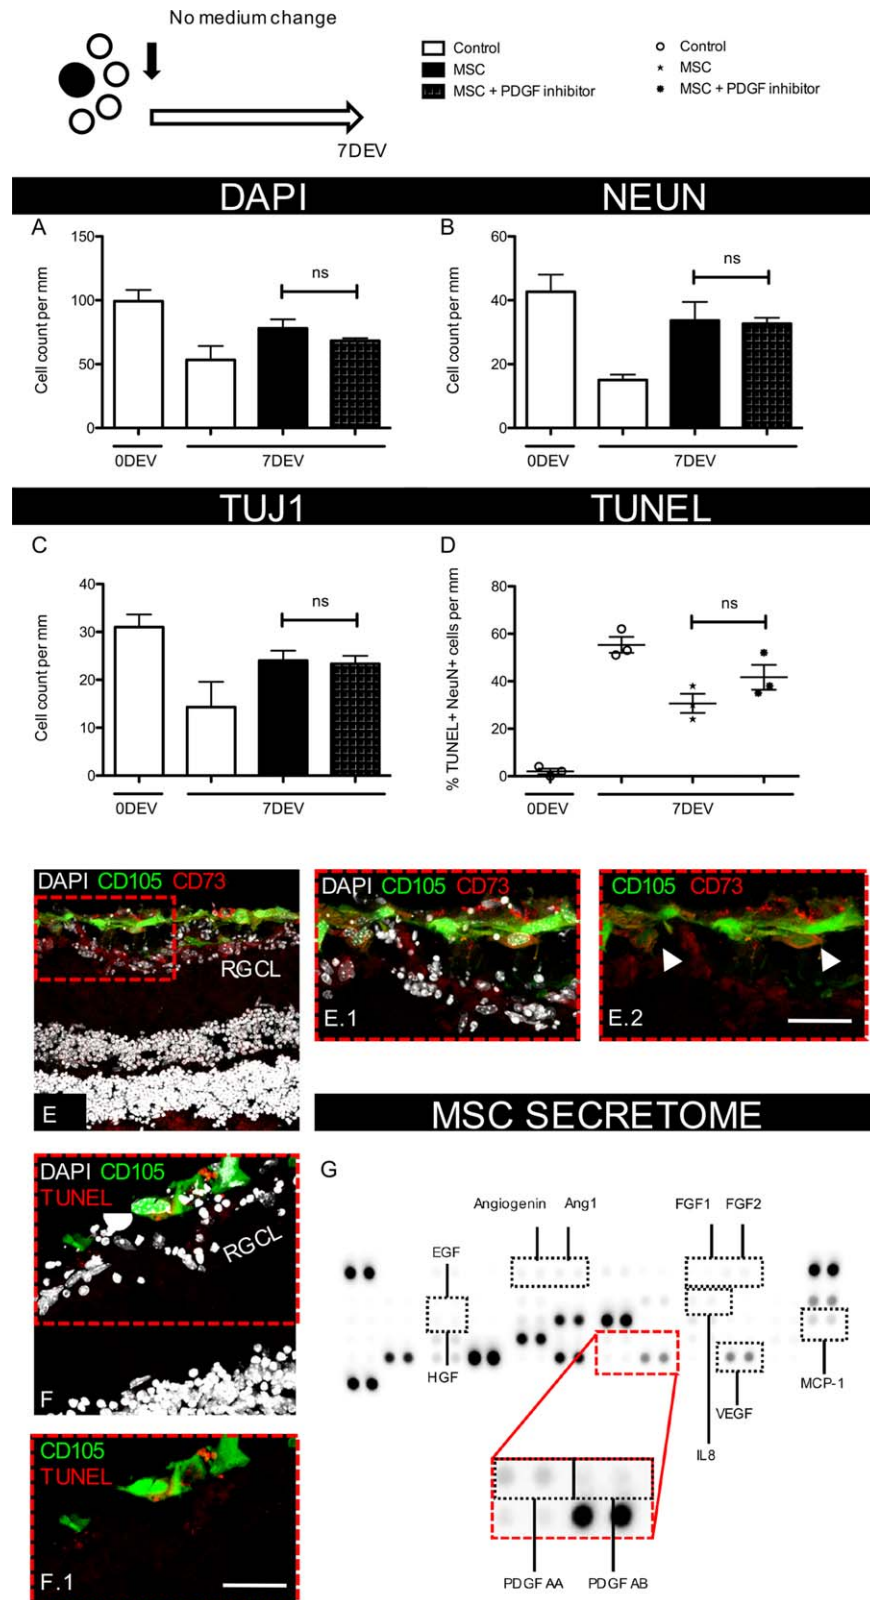 No medium change
7DEV
Control
MSC
MSC + PDGF inhibitor
Control
MSC
MSC + PDGF inhibitor
DAPI
NEUN
A
Cell count per mm
150
100
50
0
ns
0DEV
7DEV
B
Cell count per mm
60
40
20
0
ns
0DEV
7DEV
TUJ1
TUNEL
C
Cell count per mm
40
30
20
10
0
ns
0DEV
7DEV
D
% TUNEL+ NeuN+ cells per mm
80
60
40
20
0
ns
0DEV
7DEV
DAPI CD105 CD73
RGCL
E
DAPI CD105 CD73
E.1
CD105 CD73
E.2
MSC SECRETOME
DAPI CD105
TUNEL
RGCL
F
CD105
TUNEL
F.1
G
Angiogenin Ang1
FGF1 FGF2
EGF
HGF
MCP-1
VEGF
IL8
PDGF AA PDGF AB